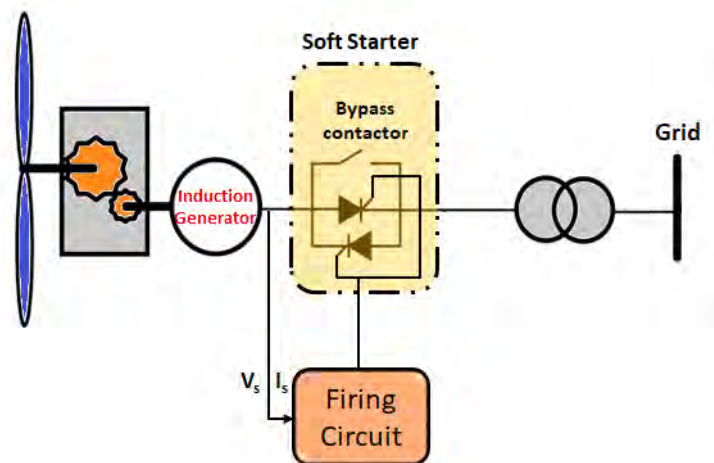 Soft Starter
Bypass
contactor
Grid
Induction
Generator
Vs Is
Firing
Circuit